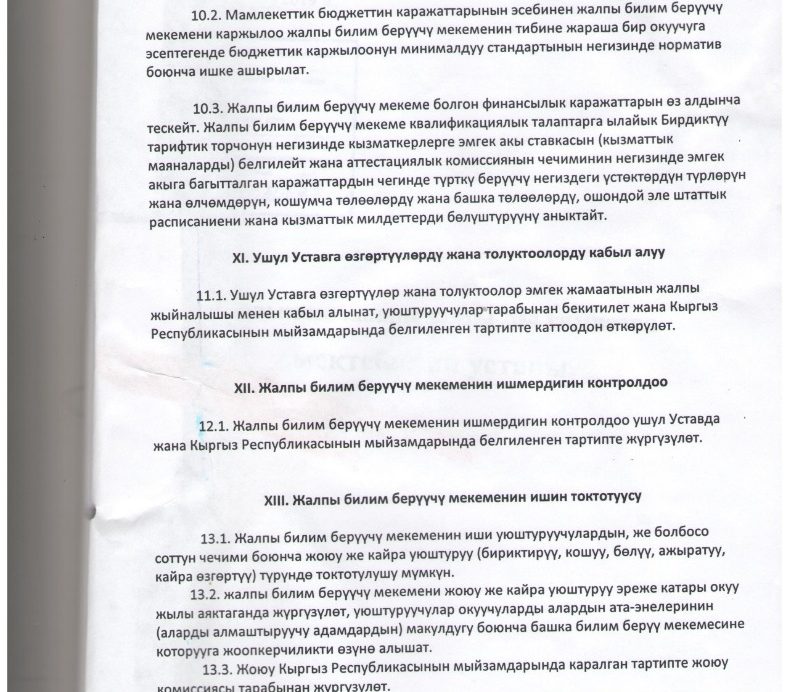 10.2. Мамлекеттик бюджеттин каражаттарынын эсебинен жалпы билим берүүчү
мекемени каржылоо жалпы билим берүүчү мекеменин тибине жараша бир окуучуга
эсептегенде бюджеттик каржылоонун минималдуу стандартынын негизинде норматив
боюнча ишке ашырылат.
10.3. Жалпы билим берүүчү мекеме болгон финансылык каражаттарын өз алдынча
тескейт. Жалпы билим берүүчү мекеме квалификациялык талаптарга ылайык Бирдиктүү
тарифтик торчонун негизинде кызматкерлерге эмгек акы ставкасын (кызматтык
маяналарды) белгилейт жана аттестациялык комиссиянын чечиминин негизинде эмгек
акыга багытталган каражаттардын чегинде түрткү берүүчү негиздеги үстөктөрдүн түрлөрүн
жана өлчөмдөрүн, кошумча төлөөлөрдү жана башка төлөөлөрдү, ошондой эле штаттык
расписаниени жана кызматтык милдеттерди бөлүштүрүүнү аныктайт.
XI. Ушул Уставга өзгөртүүлөрдү жана толуктоолорду кабыл алуу
11.1. Ушул Уставга өзгөртүүлөр жана толуктоолор эмгек жамаатынын жалпы
жыйналышы менен кабыл алынат, уюштуруучулар тарабынан бекитилет жана Кыргыз
Республикасынын мыйзамдарында белгиленген тартипте каттоодон өткөрүлөт.
XII. Жалпы билим берүүчү мекеменин ишмердигин контролдоо
12.1. Жалпы билим берүүчү мекеменин ишмердигин контролдоо ушул Уставда
жана Кыргыз Республикасынын мыйзамдарында белгиленген тартипте жүргүзүлөт.
XIII. Жалпы билим берүүчү мекеменин ишин токтотуусу
13.1. Жалпы билим берүүчү мекеменин иши уюштуруучулардын, же болбосо
соттун чечими боюнча жоюу же кайра уюштуруу (бириктирүү, кошуу, бөлүү, ажыратуу,
кайра өзгөртүү) түрүндө токтотулушу мүмкүн.
13.2. жалпы билим берүүчү мекемени жоюу же кайра уюштуруу эреже катары окуу
жылы аяктаганда жүргүзүлөт, уюштуруучулар окуучуларды алардын ата-энелеринин
(аларды алмаштыруучу адамдардын) макулдугу боюнча башка билим берүү мекемесине
которууга жоопкерчиликти өзүнө алышат.
13.3. Жоюу Кыргыз Республикасынын мыйзамдарында каралган тартипте жоюу
комиссиясы тарабынан жүргүзүлөт.